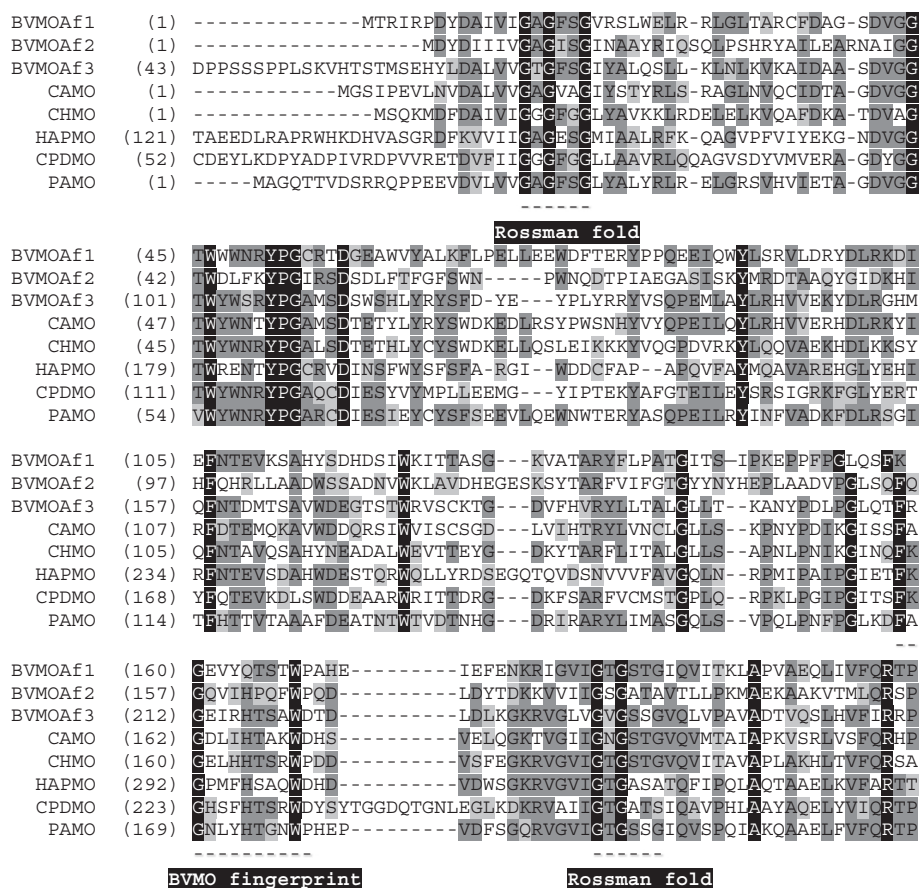 BVMOAf1 (1) ----------------MTRIRPDYDAIVIGAGFSGVRSLWELR-RLGLTARCFDAG-SDVGG
BVMOAf2 (1) ---------------------MDYDIIIVGAGISGINAAYRIQSQLPSHRYAILEARNAIGG
BVMOAf3 (43) DPPSSSPPLSKVHTSTMSEHYLDALVVGTGFSGIYALQSLL-KLNLKVKAIDAA-SDVGG
CAMO (1) --------------MGSIPEVLNVDALVVGAGVAGIYSTYRLS-RAGLNVQCIDTA-GDVGG
CHMO (1) -----------------MSQKMDFDAIVIGGGFGGLYAVKKLRDELELKVQAFDKA-TDVAG
HAPMO (121) TAEEDLRAPRWHKDHVASGRDFKVVIIGAGESGMIAALRFK-QAGVPFVIYEKG-NDVGG
CPDMO (52) CDEYLKDPYADPIVRDPVVRETDVFIIGGGFGGLLAAVRLQQAGVSDYVMVERA-GDYGG
PAMO (1) -----MAGQTTVDSRRQPPEEVDVLVVGAGFSGLYALYRLR-ELGRSVHVIETA-GDVGG
------
Rossman fold
BVMOAf1 (45) TWWWNRYPGCRTDGEAWVYALKFLPELLEEWDFTERYPPQEEIQWYLSRVLDRYDLRKDI
BVMOAf2 (42) TWDLFKYPGIRSDSDLFTFGFSWN-----PWNQDTPIAEGASISKYMRDTAAQYGIDKHI
BVMOAf3 (101) TWYWSRYPGAMSDSWSHLYRYSFD-YE---YPLYRRYVSQPEMLAYLRHVVEKYDLRGHM
CAMO (47) TWYWNTYPGAMSDTETYLYRYSWDKEDLRSYPWSNHYVYQPEILQYLRHVVERHDLRKYI
CHMO (45) TWYWNRYPGALSDTETHLYCYSWDKELLQSLEIKKKYVQGPDVRKYLQQVAEKHDLKKSY
HAPMO (179) TWRENTYPGCRVDINSFWYSFSFA-RGI--WDDCFAP--APQVFAYMQAVAREHGLYEHI
CPDMO (111) TWYWNRYPGAQCDIESYVYMPLLEEMG---YIPTEKYAFGTEILEYSRSIGRKFGLYERT
PAMO (54) VWYWNRYPGARCDIESIEYCYSFSEEVLQEWNWTERYASQPEILRYINFVADKFDLRSGI
BVMOAf1 (105) EFNTEVKSAHYSDHDSIWKITTASG---KVATARYFLPATGITS-IPKEPPFPGLQSFK
BVMOAf2 (97) HFQHRLLAADWSSADNVWKLAVDHEGESKSYTARFVIFGTGYYNYHEPLAADVPGLSQFQ
BVMOAf3 (157) QFNTDMTSAVWDEGTSTWRVSCKTG---DVFHVRYLLTALGLLT-KANYPDLPGLQTFR
CAMO (107) RFDTEMQKAVWDDQRSIWVISCSGD---LVIHTRYLVNCLGLLS-KPNYPDIKGISSFA
CHMO (105) QFNTAVQSAHYNEADALWEVTTEYG---DKYTARFLITALGLLS-APNLPNIKGINQFK
HAPMO (234) RFNTEVSDAHWDESTQRWQLLYRDSEGQTQVDSNVVVFAVGQLN--RPMIPAIPGIETFK
CPDMO (168) YFQTEVKDLSWDDEAARWRITTDRG---DKFSARFVCMSTGPLQ--RPKLPGIPGITSFK
PAMO (114) TFHTTVTAAAFDEATNTWTVDTNHG---DRIRARYLIMASGQLS--VPQLPNFPGLKDFA
--
BVMOAf1 (160) GEVYQTSTWPAHE----------IEFENKRIGVIGTGSTGIQVITKLAPVAEQLIVFQRTP
BVMOAf2 (157) GQVIHPQFWPQD-----------LDYTDKKVVIIGSGATAVTLLPKMAEKAAKVTMLQRSP
BVMOAf3 (212) GEIRHTSAWDTD-----------LDLKGKRVGLVGVGSSGVQLVPAVADTVQSLHVFIRRP
CAMO (162) GDLIHTAKWDHS-----------VELQGKTVGIIGNGSTGVQVMTAIAPKVSRLVSFQRHP
CHMO (160) GELHHTSRWPDD-----------VSFEGKRVGVIGTGSTGVQVITAVAPLAKHLTVFQRSA
HAPMO (292) GPMFHSAQWDHD-----------VDWSGKRVGVIGTGASATQFIPQLAQTAAELKVFARTT
CPDMO (223) GHSFHTSRWDYSYTGGDQTGNLEGLKDKRVAIIGTGATSIQAVPHLAAYAQELYVIQRTP
PAMO (169) GNLYHTGNWPHEP----------VDFSGQRVGVIGTGSSGIQVSPQIAKQAAELFVFQRTP
---------- ------
BVMO fingerprint Rossman fold